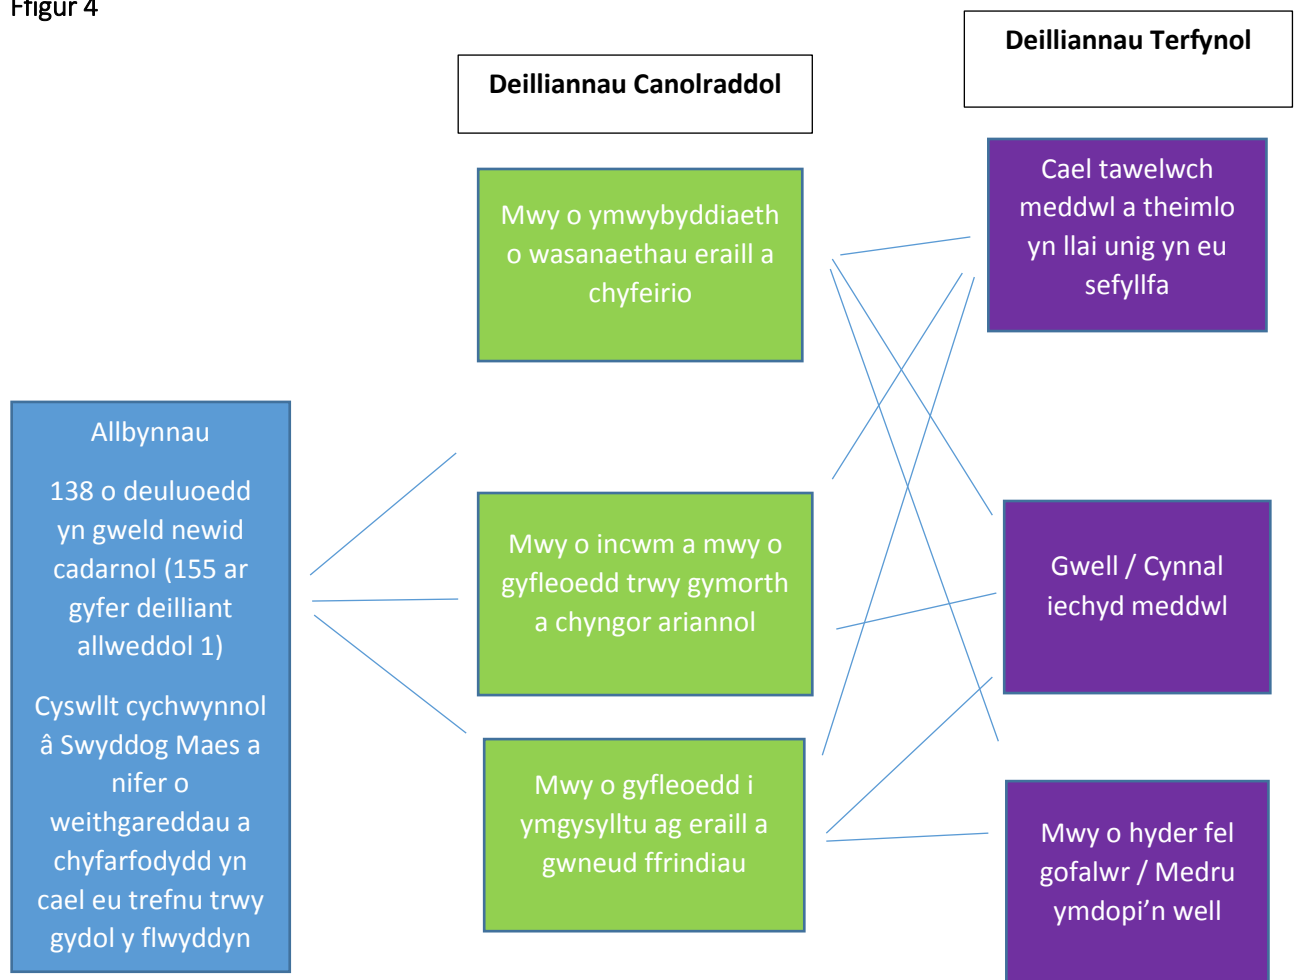 Ffigur 4
Deilliannau Canolraddol
Deilliannau Terfynol
Allbynnau
138 o deuluoedd
yn gweld newid
cadarnol (155 ar
gyfer deilliant
allweddol 1)
Cyswllt cychwynnol
â Swyddog Maes a
nifer o
weithgareddau a
chyfarfodydd yn
cael eu trefnu trwy
gydol y flwyddyn
Mwy o ymwybyddiaeth
o wasanaethau eraill a
chyfeirio
Mwy o incwm a mwy o
gyfleoedd trwy gymorth
a chyngor ariannol
Mwy o gyfleoedd i
ymgysylltu ag eraill a
gwneud ffrindiau
Cael tawelwch
meddwl a theimlo
yn llai unig yn eu
sefyllfa
Gwell / Cynnal
iechyd meddwl
Mwy o hyder fel
gofalwr / Medru
ymdopi’n well